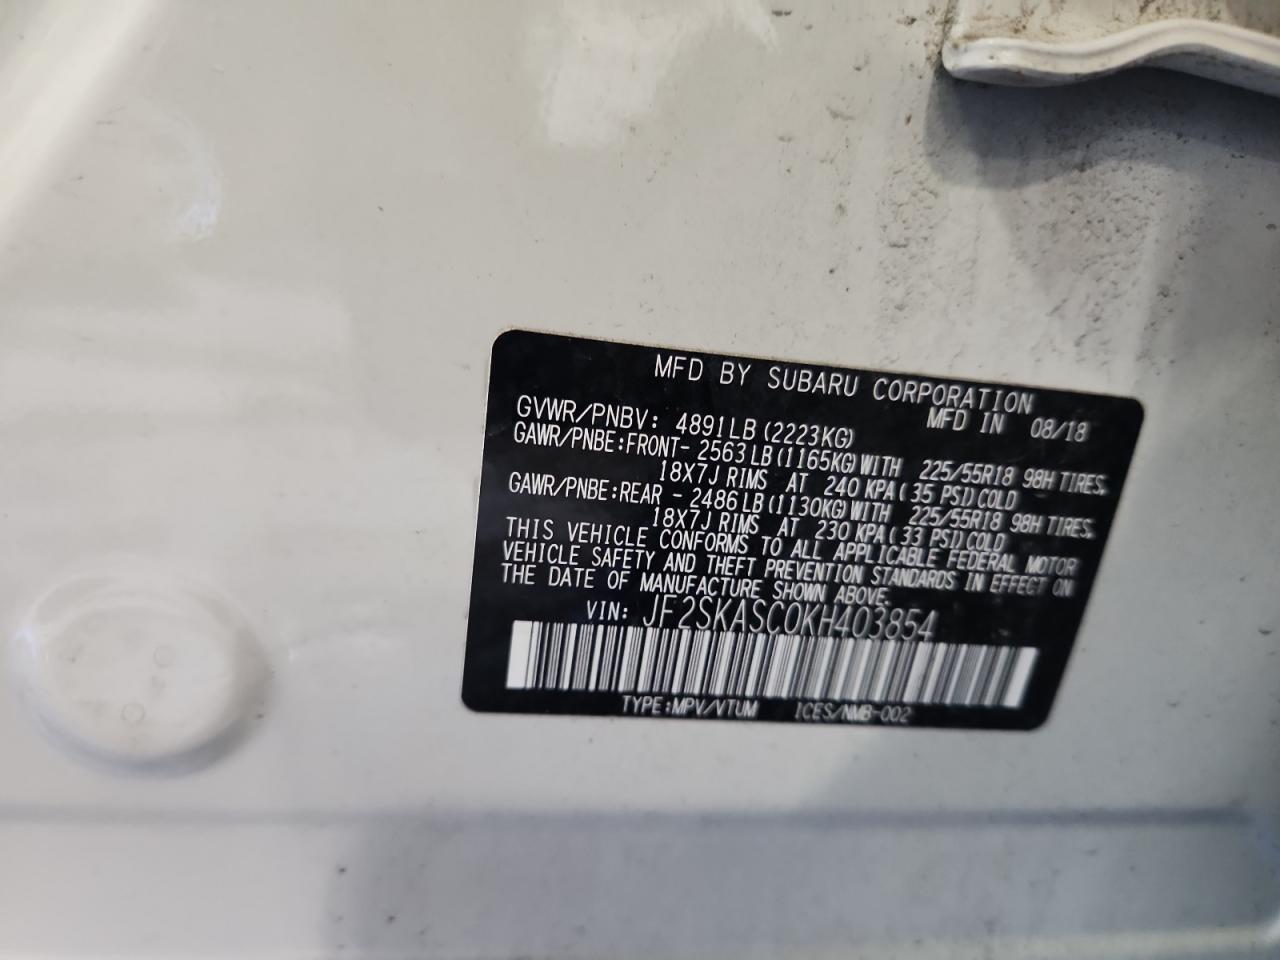 MFD BY SUBARU CORPORATION
MFD IN 08/18
GVWR/PNBV: 4891LB(2223KG)
GAWR/PNBE:FRONT- 2563LB(1165KG)WITH 225/55R18 98H TIRES,
18X7J RIMS AT 240 KPA(35 PSI)COLD
GAWR/PNBE:REAR - 2486LB(1130KG)WITH 225/55R18 98H TIRES,
18X7J RIMS AT 230 KPA(33 PSI)COLD
THIS VEHICLE CONFORMS TO ALL APPLICABLE FEDERAL MOTOR
VEHICLE SAFETY AND THEFT PREVENTION STANDARDS IN EFFECT ON
THE DATE OF MANUFACTURE SHOWN ABOVE.
VIN: JF2SKASC0KH403854
TYPE:MPV/VTUM ICES/NMB-002